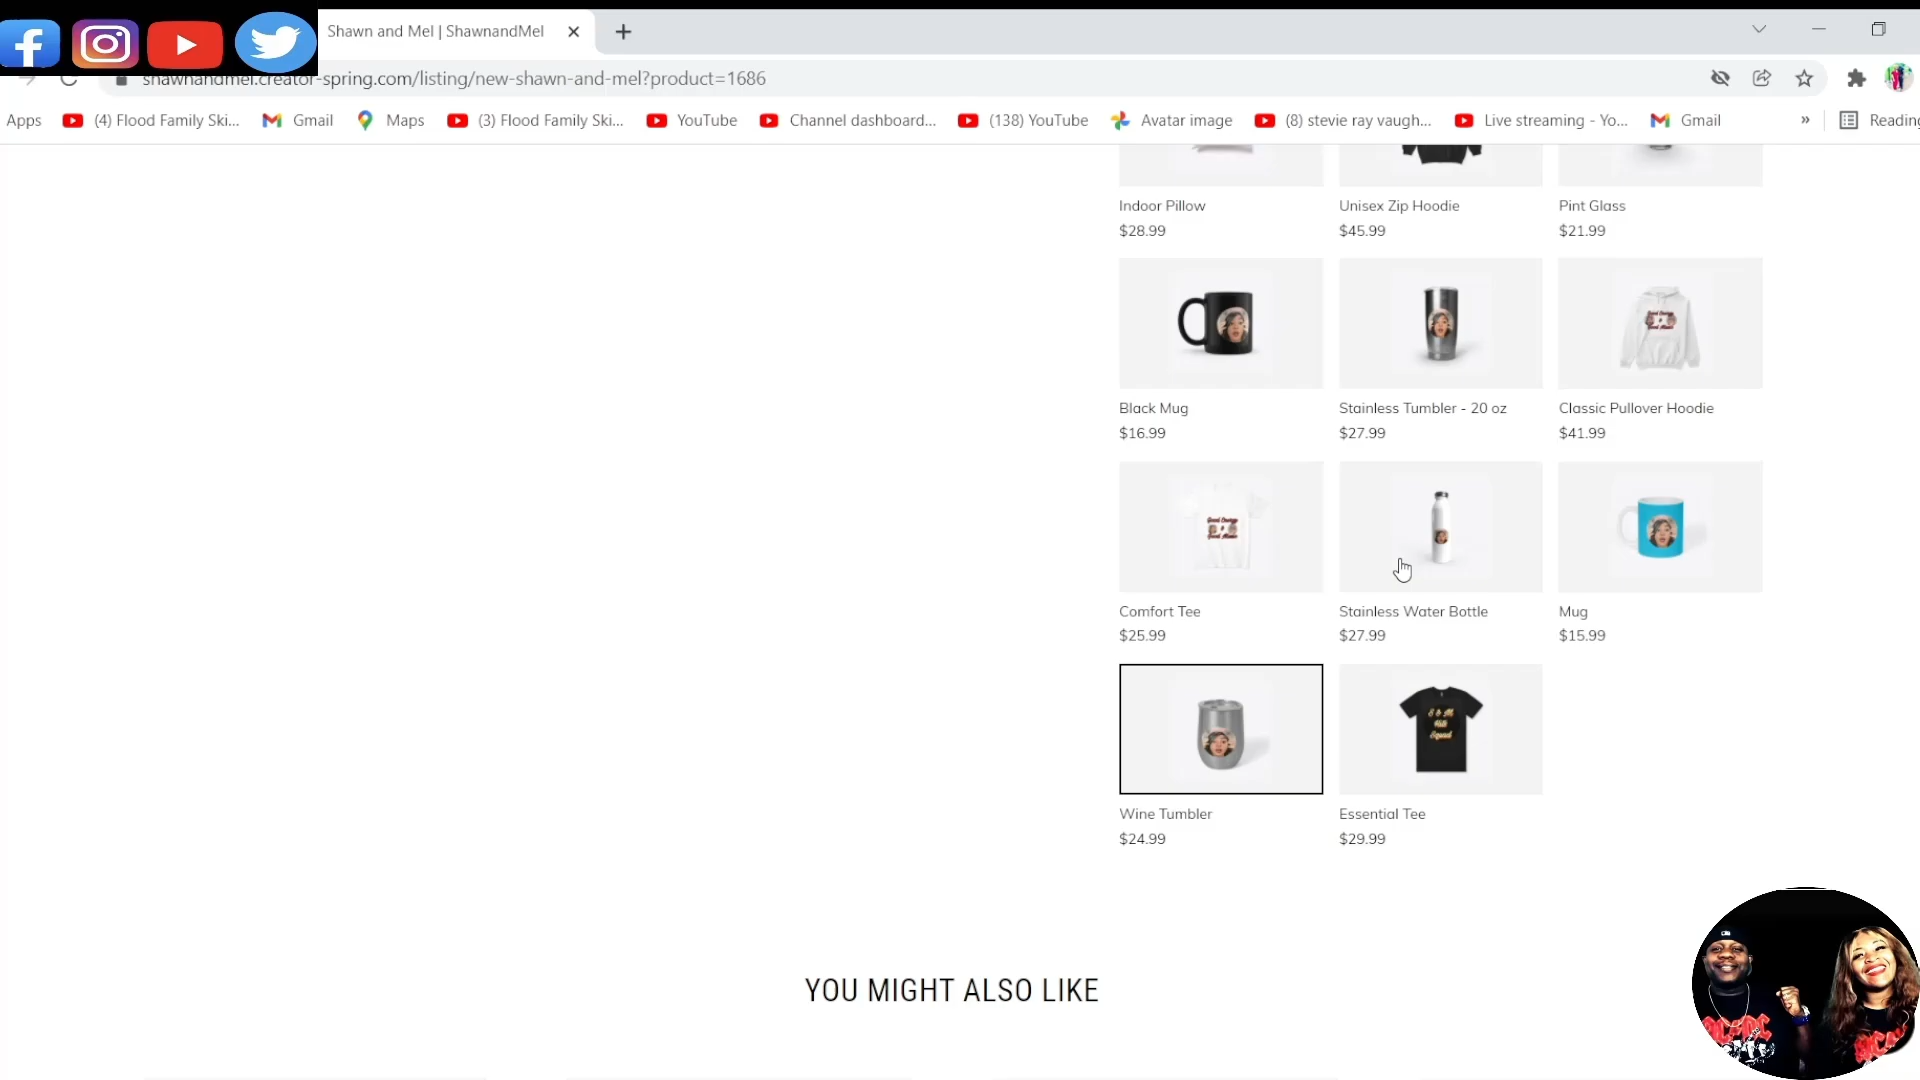 Shawn and Mel | ShawnandMel
shawnandmel.creator-spring.com/listing/new-shawn-and-mel?product=1686
Apps (4) Flood Family Ski... Gmail Maps (3) Flood Family Ski... YouTube Channel dashboard... (138) YouTube Avatar image (8) stevie ray vaugh... Live streaming - Yo... Gmail » Reading
Indoor Pillow Unisex Zip Hoodie Pint Glass
$28.99 $45.99 $21.99
Black Mug Stainless Tumbler - 20 oz Classic Pullover Hoodie
$16.99 $27.99 $41.99
Comfort Tee Stainless Water Bottle Mug
$25.99 $27.99 $15.99
S & M
Squad
Wine Tumbler Essential Tee
$24.99 $29.99
YOU MIGHT ALSO LIKE